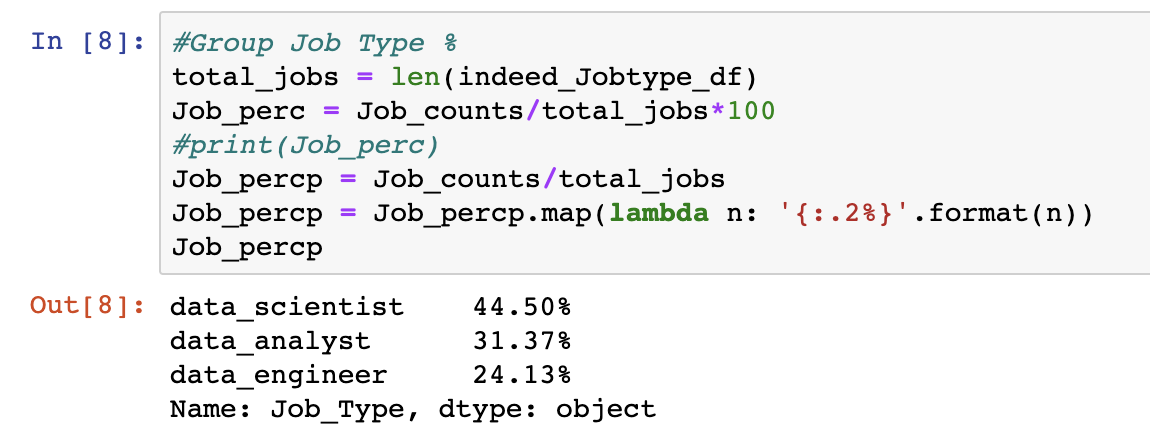 In [8]: #Group Job Type %
total_jobs = len(indeed_Jobtype_df)
Job_perc = Job_counts/total_jobs*100
#print(Job_perc)
Job_percp = Job_counts/total_jobs
Job_percp = Job_percp.map(lambda n: '{:.2%}'.format(n))
Job_percp
Out[8]: data_scientist    44.50%
data_analyst      31.37%
data_engineer     24.13%
Name: Job_Type, dtype: object